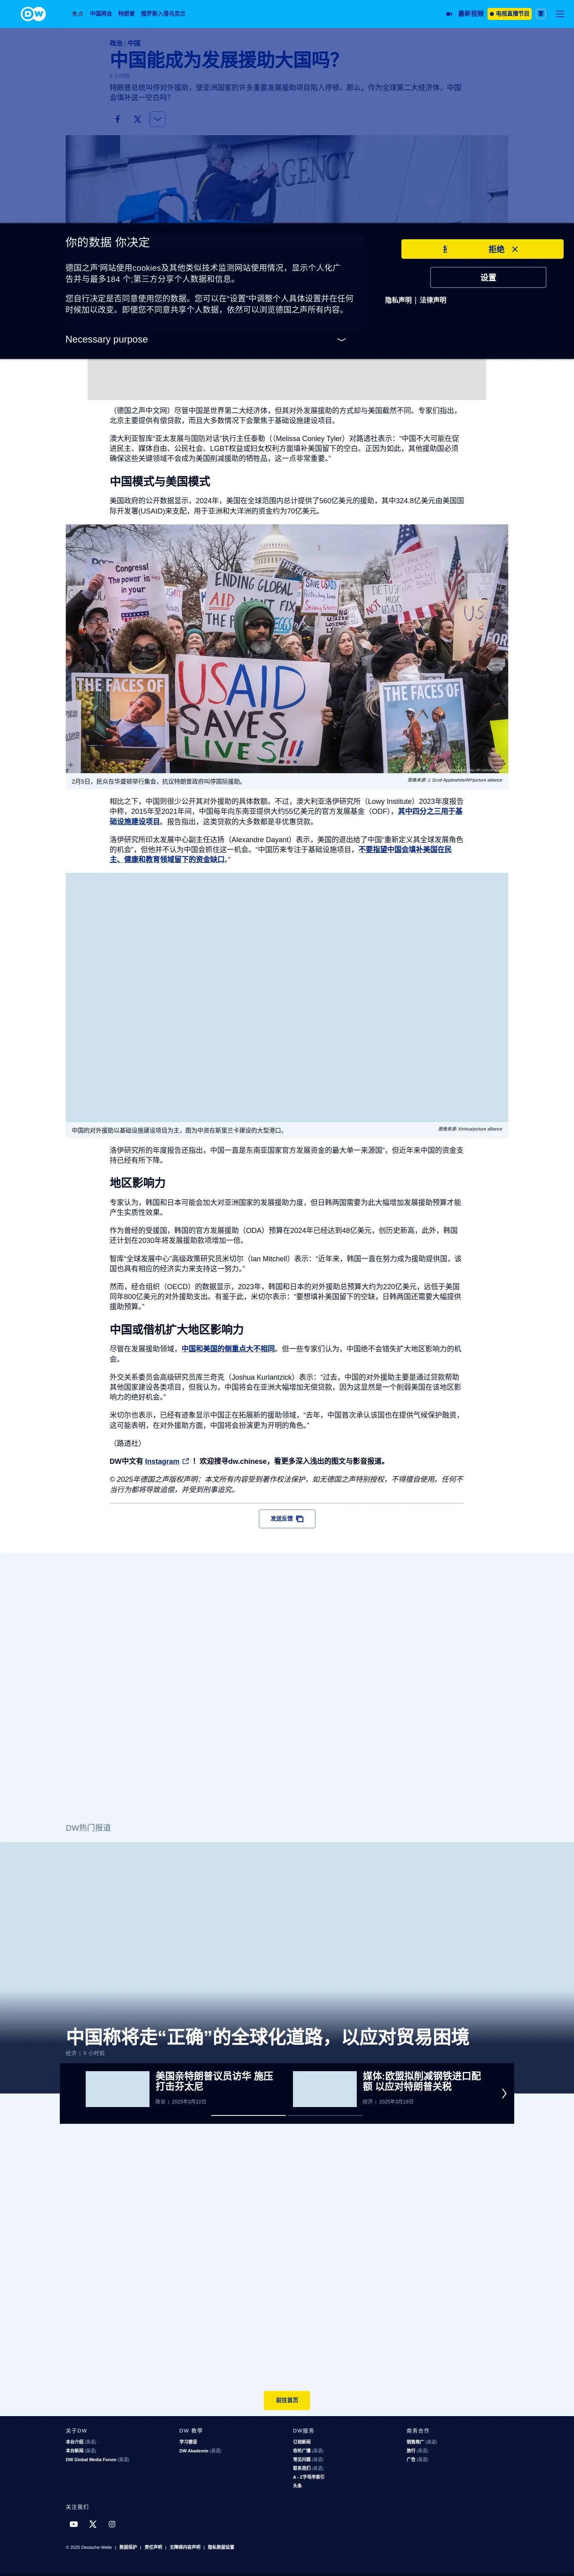 DW
焦点 中国两会 特朗普 俄罗斯入侵乌克兰
最新视频
电视直播节目
繁
政治 | 中国
中国能成为发展援助大国吗？
5 小时前
特朗普总统叫停对外援助，使亚洲国家的许多重要发展援助项目陷入停顿。那么，作为全球第二大经济体，中国
会填补这一空白吗？
AGENCY
你的数据 你决定
德国之声‘网站使用cookies及其他类似技术监测网站使用情况，显示个人化广
告并与最多184 个;第三方分享个人数据和信息。
您自行决定是否同意使用您的数据。您可以在“设置”中调整个人具体设置并在任何
时候加以改变。即便您不同意共享个人数据，依然可以浏览德国之声所有内容。
Necessary purpose
拒绝
设置
隐私声明 | 法律声明
（德国之声中文网）尽管中国是世界第二大经济体，但其对外发展援助的方式却与美国截然不同。专家们指出，
北京主要提供有偿贷款，而且大多数情况下会聚焦于基础设施建设项目。
澳大利亚智库“亚太发展与国防对话”执行主任泰勒（（Melissa Conley Tyler）对路透社表示：“中国不大可能在促
进民主、媒体自由、公民社会、LGBT权益或妇女权利方面填补美国留下的空白。正因为如此，其他援助国必须
确保这些关键领域不会成为美国削减援助的牺牲品，这一点非常重要。”
中国模式与美国模式
美国政府的公开数据显示，2024年，美国在全球范围内总计提供了560亿美元的援助，其中324.8亿美元由美国国
际开发署(USAID)来支配，用于亚洲和大洋洲的资金约为70亿美元。
Congress!
The power is
in your
ENDING GLOBAL
AID WON'T FIX
USAID
SAVES
LIVES!!!
THE FACES OF
THE FACES OF
2月5日，民众在华盛顿举行集会，抗议特朗普政府叫停国际援助。
图像来源: J. Scott Applewhite/AP/picture alliance
相比之下，中国则很少公开其对外援助的具体数额。不过，澳大利亚洛伊研究所（Lowy Institute）2023年度报告
中称，2015年至2021年间，中国每年向东南亚提供大约55亿美元的官方发展基金（ODF），其中四分之三用于基
础设施建设项目。报告指出，这类贷款的大多数都是非优惠贷款。
洛伊研究所印太发展中心副主任达扬（Alexandre Dayant）表示，美国的退出给了中国“重新定义其全球发展角色
的机会”，但他并不认为中国会抓住这一机会。“中国历来专注于基础设施项目，不要指望中国会填补美国在民
主、健康和教育领域留下的资金缺口。”
中国的对外援助以基础设施建设项目为主，图为中资在斯里兰卡建设的大型港口。
图像来源: Xinhua/picture alliance
洛伊研究所的年度报告还指出，中国一直是东南亚国家官方发展资金的最大单一来源国”，但近年来中国的资金支
持已经有所下降。
地区影响力
专家认为，韩国和日本可能会加大对亚洲国家的发展援助力度，但日韩两国需要为此大幅增加发展援助预算才能
产生实质性效果。
作为曾经的受援国，韩国的官方发展援助（ODA）预算在2024年已经达到48亿美元，创历史新高，此外，韩国
还计划在2030年将发展援助款项增加一倍。
智库“全球发展中心”高级政策研究员米切尔（Ian Mitchell）表示：“近年来，韩国一直在努力成为援助提供国，该
国也具有相应的经济实力来支持这一努力。”
然而，经合组织（OECD）的数据显示，2023年，韩国和日本的对外援助总预算大约为220亿美元，远低于美国
同年800亿美元的对外援助支出。有鉴于此，米切尔表示：“要想填补美国留下的空缺，日韩两国还需要大幅提供
援助预算。”
中国或借机扩大地区影响力
尽管在发展援助领域，中国和美国的侧重点大不相同。但一些专家们认为，中国绝不会错失扩大地区影响力的机
会。
外交关系委员会高级研究员库兰奇克（Joshua Kurlantzick）表示：“过去，中国的对外援助主要是通过贷款帮助
其他国家建设各类项目，但我认为，中国将会在亚洲大幅增加无偿贷款，因为这显然是一个削弱美国在该地区影
响力的绝好机会。”
米切尔也表示，已经有迹象显示中国正在拓展新的援助领域，“去年，中国首次承认该国也在提供气候保护融资，
这可能表明，在对外援助方面，中国将会扮演更为开明的角色。”
（路透社）
DW中文有 Instagram ！ 欢迎搜寻dw.chinese，看更多深入浅出的图文与影音报道。
© 2025年德国之声版权声明：本文所有内容受到著作权法保护，如无德国之声特别授权，不得擅自使用。任何不
当行为都将导致追偿，并受到刑事追究。
发送反馈
DW热门报道
中国称将走“正确”的全球化道路，以应对贸易困境
经济 | 5 小时前
美国亲特朗普议员访华 施压
打击芬太尼
政治 | 2025年3月22日
媒体:欧盟拟削减钢铁进口配
额 以应对特朗普关税
经济 | 2025年3月19日
前往首页
关于DW
本台介绍 (英语)
本台新闻 (英语)
DW Global Media Forum (英语)
DW 教学
学习德语
DW Akademie (英语)
DW服务
订阅新闻
收听广播 (英语)
常见问题 (英语)
联系我们 (英语)
A - Z字母序索引
头条
商务合作
销售推广 (英语)
旅行 (英语)
广告 (英语)
关注我们
© 2025 Deutsche Welle | 数据保护 | 责任声明 | 无障碍内容声明 | 隐私数据设置